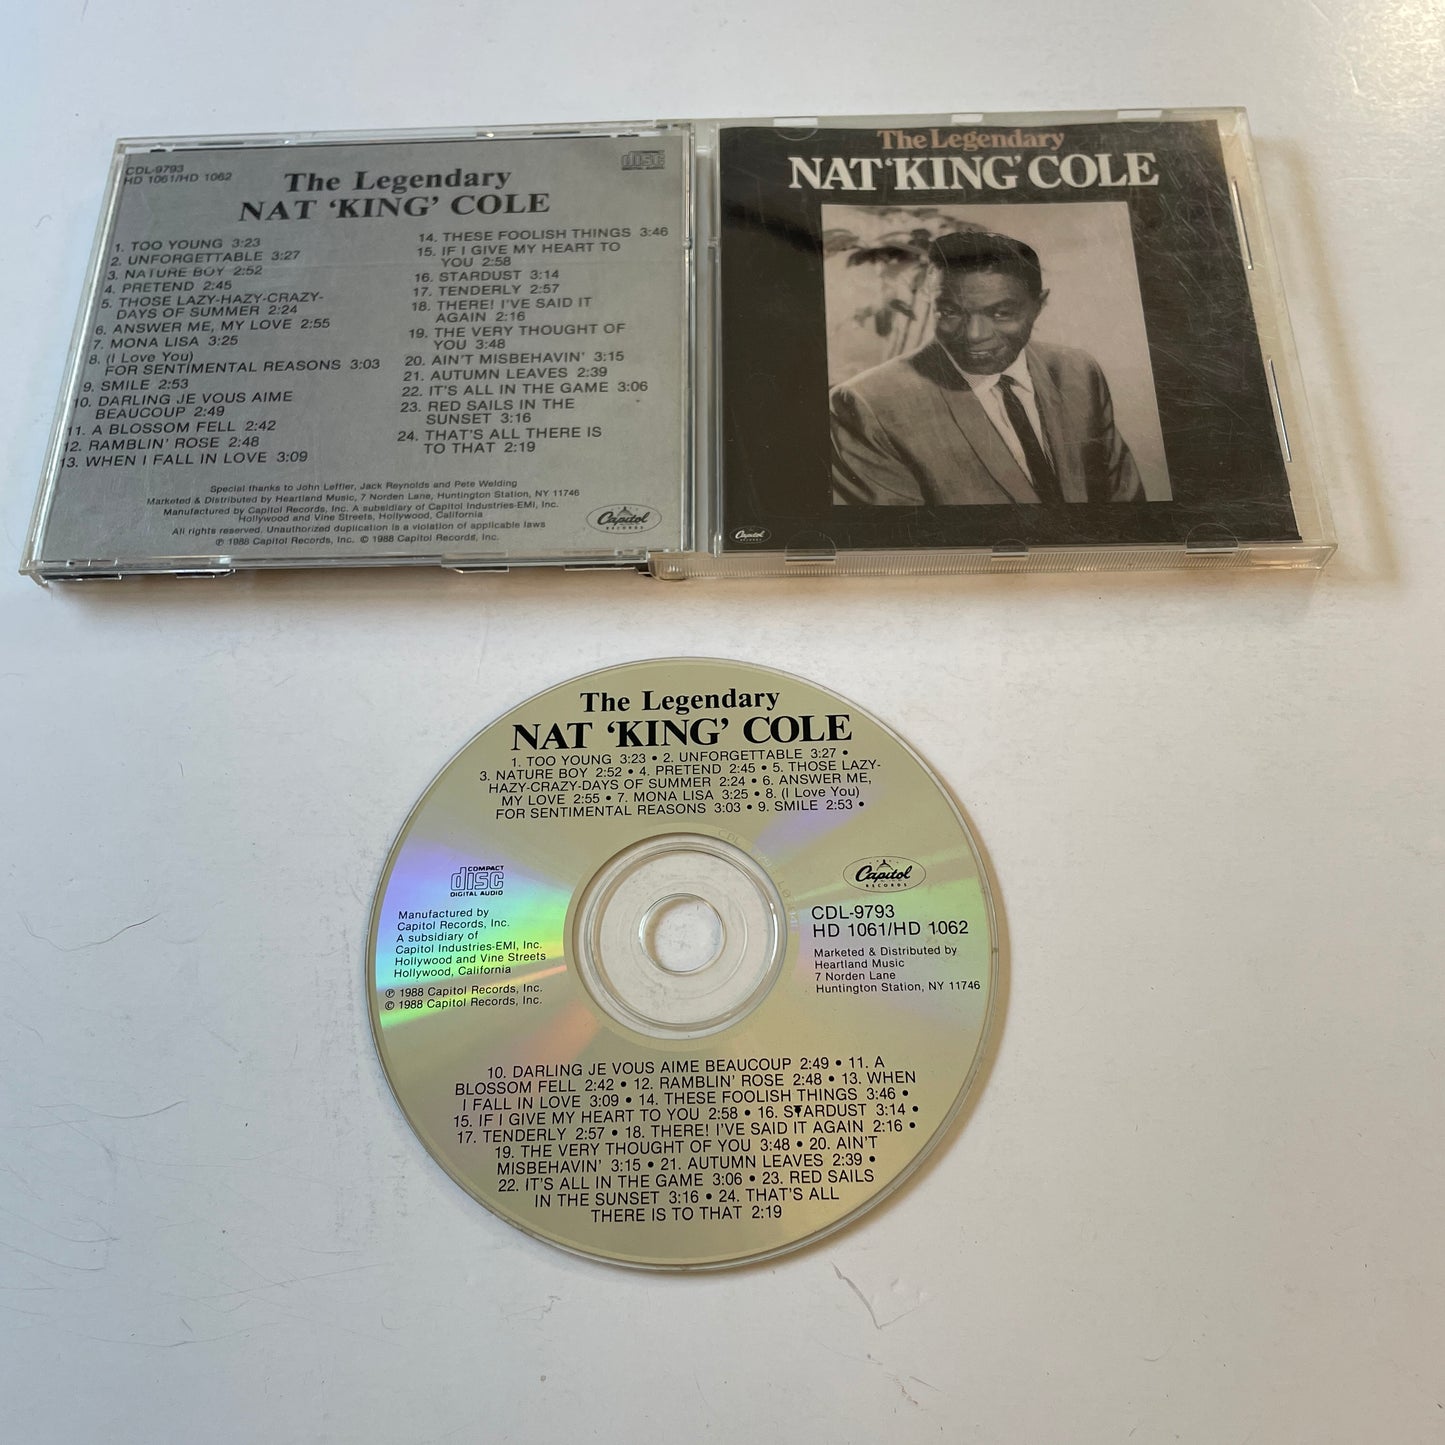 CDL-9793
HD 1061/HD 1062
disc
DIGITAL AUDIO
The Legendary
NAT ‘KING’ COLE
1. TOO YOUNG 3:23
2. UNFORGETTABLE 3:27
3. NATURE BOY 2:52
4. PRETEND 2:45
5. THOSE LAZY-HAZY-CRAZY-
DAYS OF SUMMER 2:24
6. ANSWER ME, MY LOVE 2:55
7. MONA LISA 3:25
8. (I Love You)
FOR SENTIMENTAL REASONS 3:03
9. SMILE 2:53
10. DARLING JE VOUS AIME
BEAUCOUP 2:49
11. A BLOSSOM FELL 2:42
12. RAMBLIN’ ROSE 2:48
13. WHEN I FALL IN LOVE 3:09
14. THESE FOOLISH THINGS 3:46
15. IF I GIVE MY HEART TO
YOU 2:58
16. STARDUST 3:14
17. TENDERLY 2:57
18. THERE! I’VE SAID IT
AGAIN 2:16
19. THE VERY THOUGHT OF
YOU 3:48
20. AIN’T MISBEHAVIN’ 3:15
21. AUTUMN LEAVES 2:39
22. IT’S ALL IN THE GAME 3:06
23. RED SAILS IN THE
SUNSET 3:16
24. THAT’S ALL THERE IS
TO THAT 2:19
Special thanks to John Leffler, Jack Reynolds and Pete Welding
Marketed & Distributed by Heartland Music, 7 Norden Lane, Huntington Station, NY 11746
Manufactured by Capitol Records, Inc. A subsidiary of Capitol Industries-EMI, Inc.
Hollywood and Vine Streets, Hollywood, California
All rights reserved. Unauthorized duplication is a violation of applicable laws
℗ 1988 Capitol Records, Inc. © 1988 Capitol Records, Inc.
Capitol
RECORDS
The Legendary
NAT ‘KING’ COLE
Capitol
RECORDS
The Legendary
NAT ‘KING’ COLE
1. TOO YOUNG 3:23 • 2. UNFORGETTABLE 3:27 •
3. NATURE BOY 2:52 • 4. PRETEND 2:45 • 5. THOSE LAZY-
HAZY-CRAZY-DAYS OF SUMMER 2:24 • 6. ANSWER ME,
MY LOVE 2:55 • 7. MONA LISA 3:25 • 8. (I Love You)
FOR SENTIMENTAL REASONS 3:03 • 9. SMILE 2:53 •
COMPACT
disc
DIGITAL AUDIO
Manufactured by
Capitol Records, Inc.
A subsidiary of
Capitol Industries-EMI, Inc.
Hollywood and Vine Streets
Hollywood, California
℗ 1988 Capitol Records, Inc.
© 1988 Capitol Records, Inc.
Capitol
RECORDS
CDL-9793
HD 1061/HD 1062
Marketed & Distributed by
Heartland Music
7 Norden Lane
Huntington Station, NY 11746
10. DARLING JE VOUS AIME BEAUCOUP 2:49 • 11. A
BLOSSOM FELL 2:42 • 12. RAMBLIN’ ROSE 2:48 • 13. WHEN
I FALL IN LOVE 3:09 • 14. THESE FOOLISH THINGS 3:46 •
15. IF I GIVE MY HEART TO YOU 2:58 • 16. STARDUST 3:14 •
17. TENDERLY 2:57 • 18. THERE! I’VE SAID IT AGAIN 2:16 •
19. THE VERY THOUGHT OF YOU 3:48 • 20. AIN’T
MISBEHAVIN’ 3:15 • 21. AUTUMN LEAVES 2:39 •
22. IT’S ALL IN THE GAME 3:06 • 23. RED SAILS
IN THE SUNSET 3:16 • 24. THAT’S ALL
THERE IS TO THAT 2:19